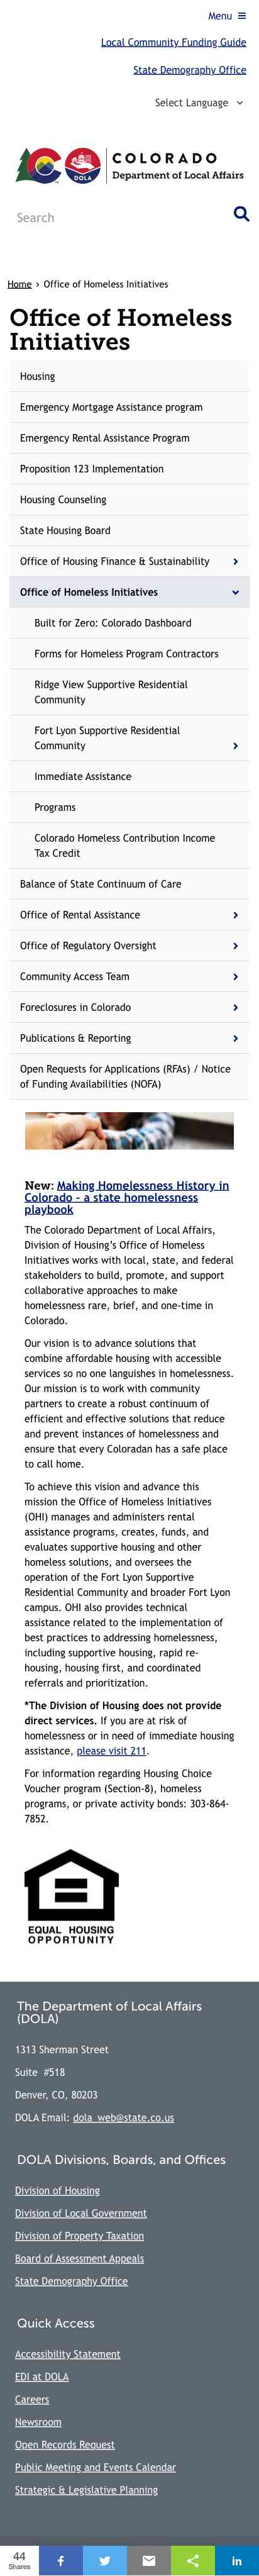 Menu
Local Community Funding Guide
State Demography Office
Select Language
DOLA
COLORADO
Department of Local Affairs
Search
Home › Office of Homeless Initiatives
Office of Homeless
Initiatives
Housing
Emergency Mortgage Assistance program
Emergency Rental Assistance Program
Proposition 123 Implementation
Housing Counseling
State Housing Board
Office of Housing Finance & Sustainability
Office of Homeless Initiatives
Built for Zero: Colorado Dashboard
Forms for Homeless Program Contractors
Ridge View Supportive Residential
Community
Fort Lyon Supportive Residential
Community
Immediate Assistance
Programs
Colorado Homeless Contribution Income
Tax Credit
Balance of State Continuum of Care
Office of Rental Assistance
Office of Regulatory Oversight
Community Access Team
Foreclosures in Colorado
Publications & Reporting
Open Requests for Applications (RFAs) / Notice
of Funding Availabilities (NOFA)
New: Making Homelessness History in
Colorado - a state homelessness
playbook
The Colorado Department of Local Affairs,
Division of Housing's Office of Homeless
Initiatives works with local, state, and federal
stakeholders to build, promote, and support
collaborative approaches to make
homelessness rare, brief, and one-time in
Colorado.
Our vision is to advance solutions that
combine affordable housing with accessible
services so no one languishes in homelessness.
Our mission is to work with community
partners to create a robust continuum of
efficient and effective solutions that reduce
and prevent instances of homelessness and
ensure that every Coloradan has a safe place
to call home.
To achieve this vision and advance this
mission the Office of Homeless Initiatives
(OHI) manages and administers rental
assistance programs, creates, funds, and
evaluates supportive housing and other
homeless solutions, and oversees the
operation of the Fort Lyon Supportive
Residential Community and broader Fort Lyon
campus. OHI also provides technical
assistance related to the implementation of
best practices to addressing homelessness,
including supportive housing, rapid re-
housing, housing first, and coordinated
referrals and prioritization.
*The Division of Housing does not provide
direct services. If you are at risk of
homelessness or in need of immediate housing
assistance, please visit 211.
For information regarding Housing Choice
Voucher program (Section-8), homeless
programs, or private activity bonds: 303-864-
7852.
EQUAL HOUSING
OPPORTUNITY
The Department of Local Affairs
(DOLA)
1313 Sherman Street
Suite #518
Denver, CO, 80203
DOLA Email: dola_web@state.co.us
DOLA Divisions, Boards, and Offices
Division of Housing
Division of Local Government
Division of Property Taxation
Board of Assessment Appeals
State Demography Office
Quick Access
Accessibility Statement
EDI at DOLA
Careers
Newsroom
Open Records Request
Public Meeting and Events Calendar
Strategic & Legislative Planning
44
Shares